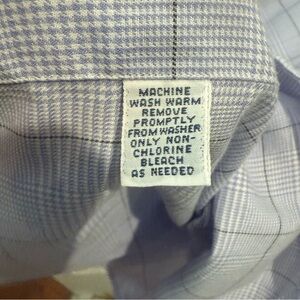 MACHINE
WASH WARM
REMOVE
PROMPTLY
FROM WASHER
ONLY NON-
CHLORINE
BLEACH
AS NEEDED